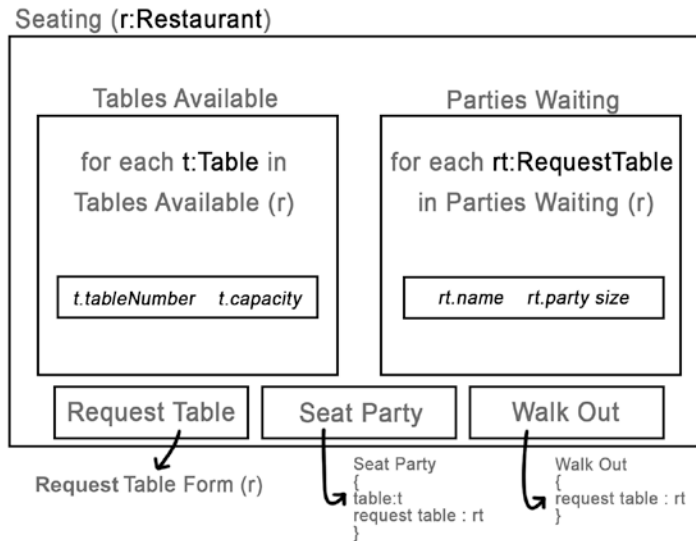 Seating (r:Restaurant)
Tables Available
for each t:Table in
Tables Available (r)
t.tableNumber t.capacity
Parties Waiting
for each rt:RequestTable
in Parties Waiting (r)
rt.name rt.party size
Request Table
Seat Party
Walk Out
Request Table Form (r)
Seat Party
{
table:t
request table : rt
}
Walk Out
{
request table : rt
}